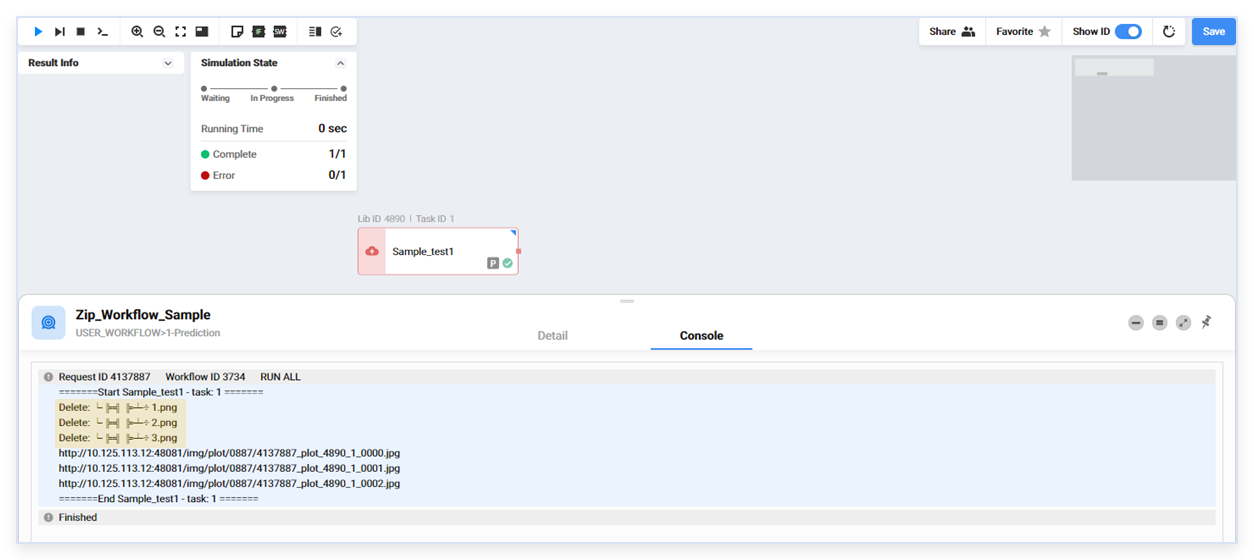 IF
SW
Share
Favorite
Show ID
Save
Result Info
Simulation State
Waiting
In Progress
Finished
Running Time
0 sec
Complete
1/1
Error
0/1
Lib ID 4890 | Task ID 1
Sample_test1
P
Zip_Workflow_Sample
USER_WORKFLOW>1-Prediction
Detail
Console
Request ID 4137887 Workflow ID 3734 RUN ALL
=======Start Sample_test1 - task: 1 =======
Delete: 1.png
Delete: 2.png
Delete: 3.png
http://10.125.113.12:48081/img/plot/0887/4137887_plot_4890_1_0000.jpg
http://10.125.113.12:48081/img/plot/0887/4137887_plot_4890_1_0001.jpg
http://10.125.113.12:48081/img/plot/0887/4137887_plot_4890_1_0002.jpg
=======End Sample_test1 - task: 1 =======
Finished